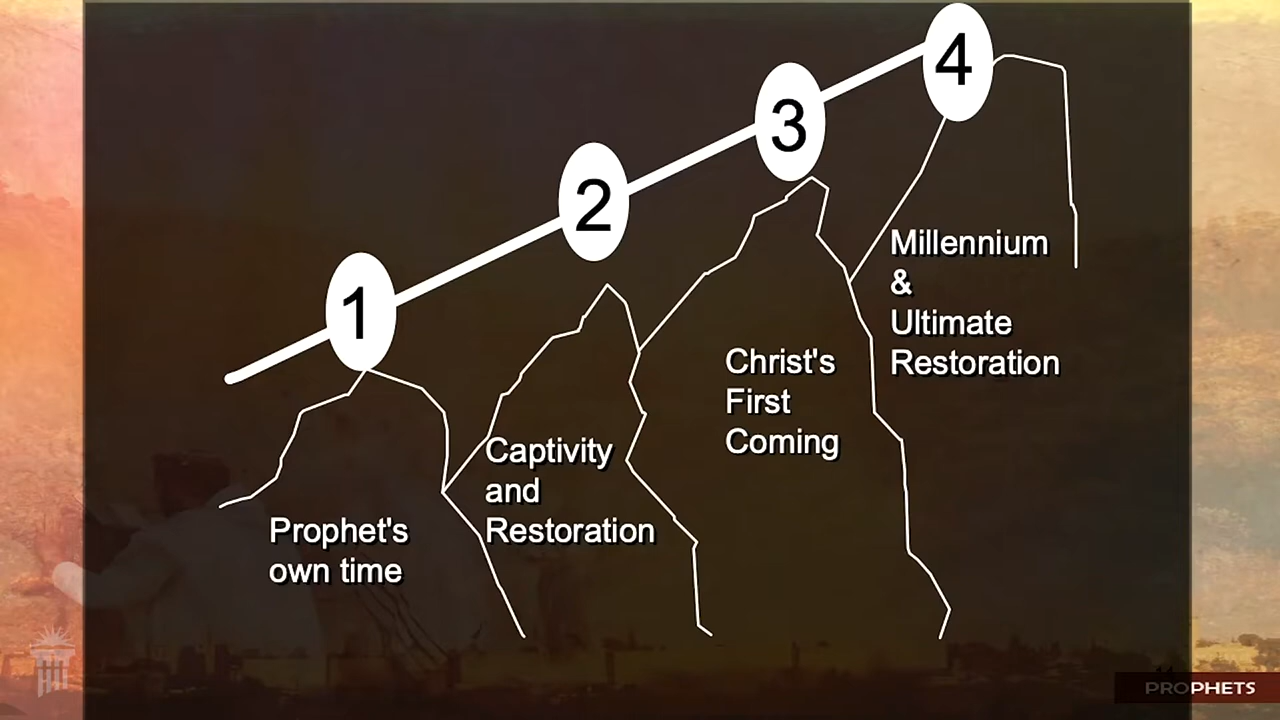 1
2
3
4
Prophet's
own time
Captivity
and
Restoration
Christ's
First
Coming
Millennium
&
Ultimate
Restoration
PROPHETS